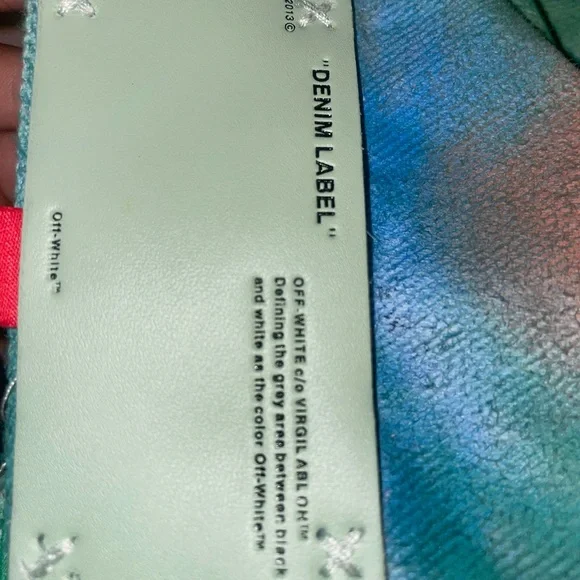 2013 ©
"DENIM LABEL"
OFF-WHITE c/o VIRGIL ABLOH™
Defining the grey area between black
and white as the color Off-White™
Off-White™